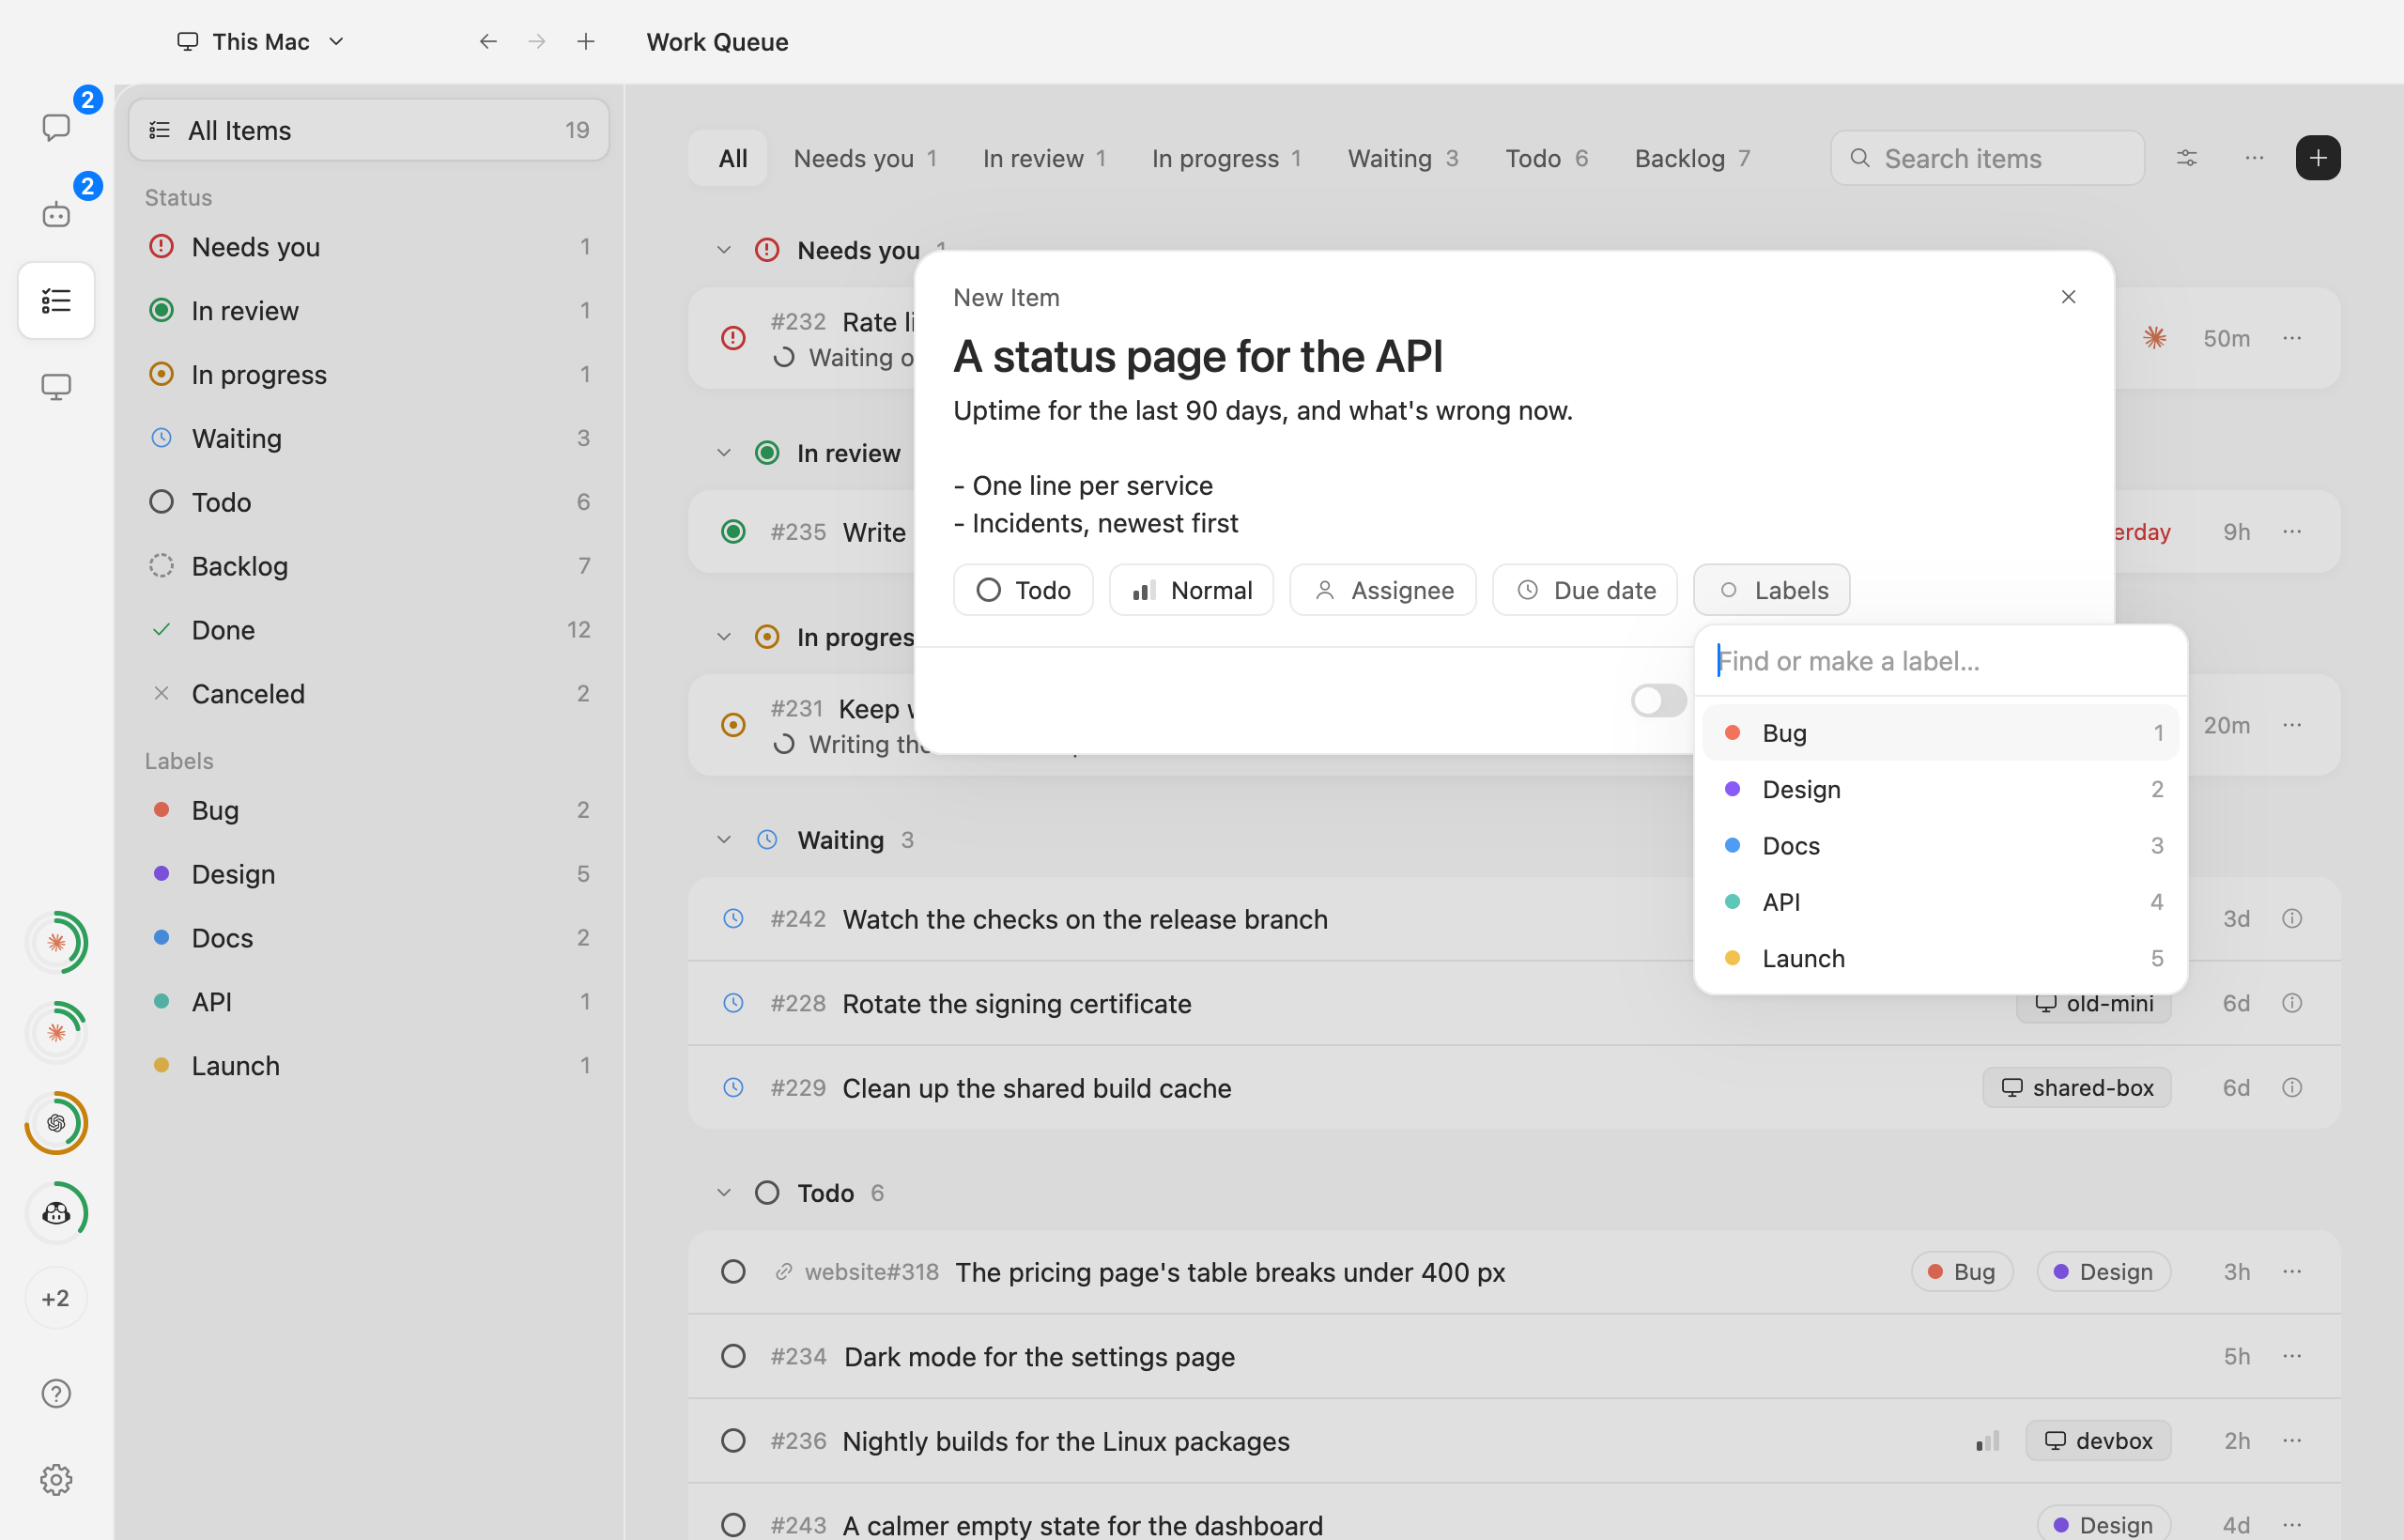 This Mac
Work Queue
2
2
All Items 19
Status
Needs you 1
In review 1
In progress 1
Waiting 3
Todo 6
Backlog 7
Done 12
Canceled 2
Labels
Bug 2
Design 5
Docs 2
API 1
Launch 1
+2
All Needs you 1 In review 1 In progress 1 Waiting 3 Todo 6 Backlog 7 Search items
Needs you
#232 Rate
Waiting
50m
In review
#235 Write
9h
In progres
#231 Keep
Writing
20m
New Item
A status page for the API
Uptime for the last 90 days, and what's wrong now.
- One line per service
- Incidents, newest first
Todo Normal Assignee Due date Labels
Find or make a label...
Bug 1
Design 2
Docs 3
API 4
Launch 5
Waiting 3
#242 Watch the checks on the release branch 3d
#228 Rotate the signing certificate old-mini 6d
#229 Clean up the shared build cache shared-box 6d
Todo 6
website#318 The pricing page's table breaks under 400 px Bug Design 3h
#234 Dark mode for the settings page 5h
#236 Nightly builds for the Linux packages devbox 2h
#243 A calmer empty state for the dashboard Design 4d